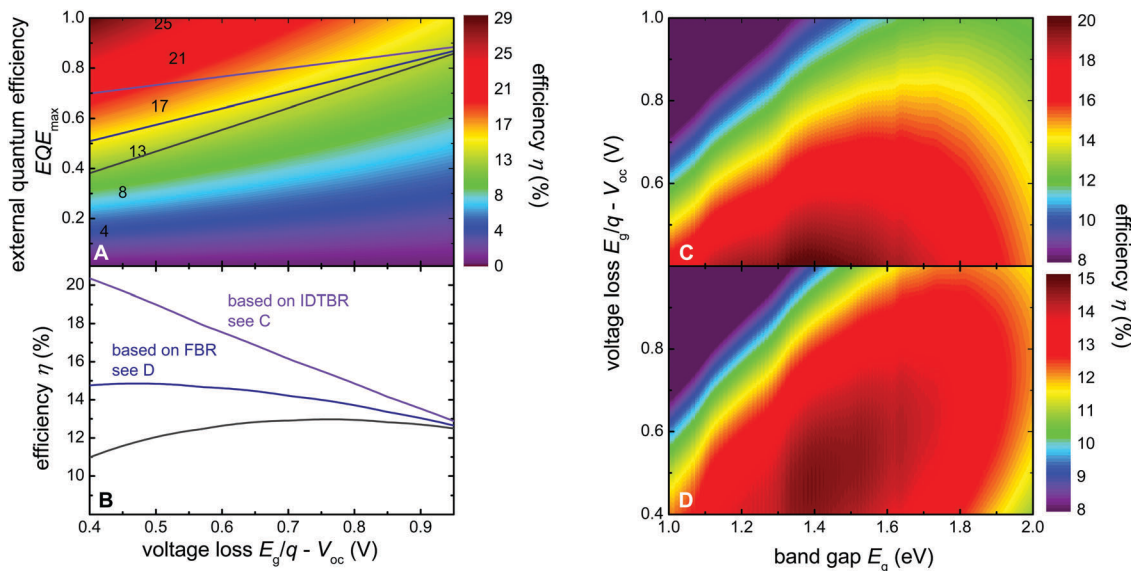 external quantum efficiency
EQE_max
1.0
0.8
0.6
0.4
0.2
25
21
17
13
8
4
A
29
25
21
17
13
8
4
0
efficiency η (%)
efficiency η (%)
20
18
16
14
12
10
based on IDTBR
see C
based on FBR
see D
B
0.4 0.5 0.6 0.7 0.8 0.9
voltage loss E_g/q - V_oc (V)
voltage loss E_g/q - V_oc (V)
1.0
0.8
0.6
C
20
18
16
15
14
13
12
11
10
9
8
efficiency η (%)
0.8
0.6
0.4
D
15
14
13
12
11
10
9
8
1.0 1.2 1.4 1.6 1.8 2.0
band gap E_g (eV)